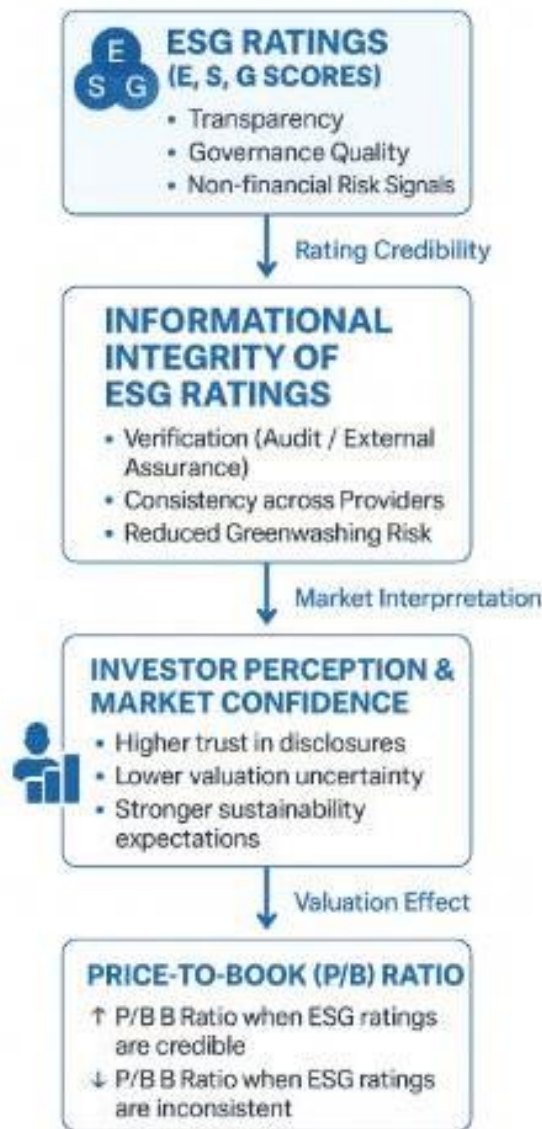 E
S G
ESG RATINGS
(E, S, G SCORES)
• Transparency
• Governance Quality
• Non-financial Risk Signals
Rating Credibility
INFORMATIONAL
INTEGRITY OF
ESG RATINGS
• Verification (Audit / External
Assurance)
• Consistency across Providers
• Reduced Greenwashing Risk
Market Interprretation
INVESTOR PERCEPTION &
MARKET CONFIDENCE
• Higher trust in disclosures
• Lower valuation uncertainty
• Stronger sustainability
expectations
Valuation Effect
PRICE-TO-BOOK (P/B) RATIO
↑ P/B B Ratio when ESG ratings
are credible
↓ P/B B Ratio when ESG ratings
are inconsistent